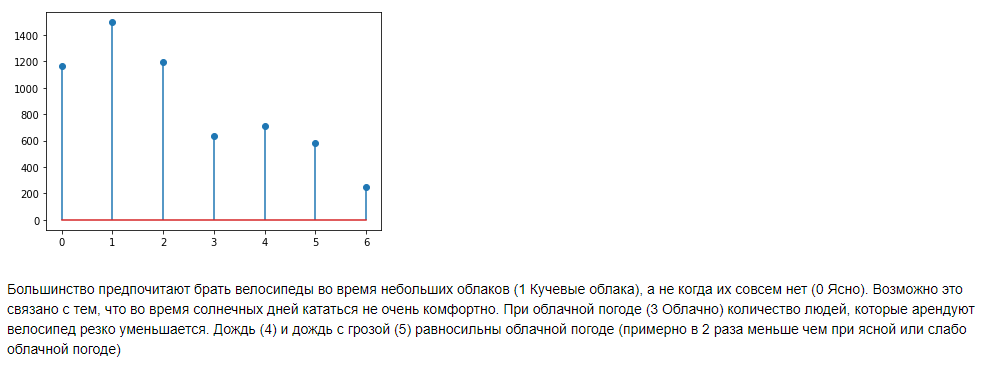 1400
1200
1000
800
600
400
200
0
0 1 2 3 4 5 6
Большинство предпочитают брать велосипеды во время небольших облаков (1 Кучевые облака), а не когда их совсем нет (0 Ясно). Возможно это
связано с тем, что во время солнечных дней кататься не очень комфортно. При облачной погоде (3 Облачно) количество людей, которые арендуют
велосипед резко уменьшается. Дождь (4) и дождь с грозой (5) равносильны облачной погоде (примерно в 2 раза меньше чем при ясной или слабо
облачной погоде)